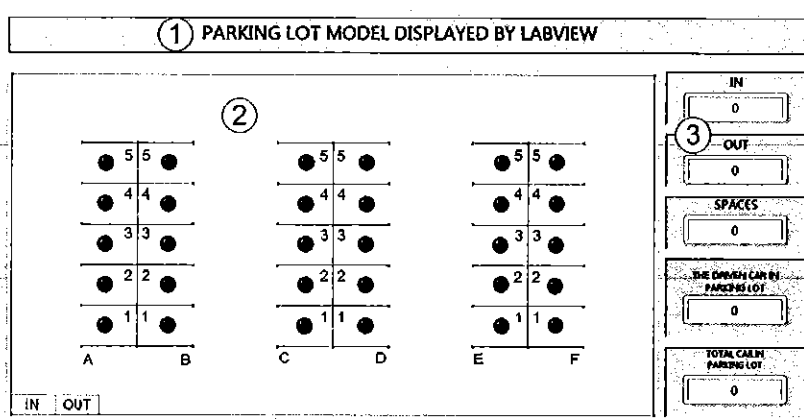 1 PARKING LOT MODEL DISPLAYED BY LABVIEW
2
5 5 5 5 5 5
4 4 4 4 4 4
3 3 3 3 3 3
2 2 2 2 2 2
1 1 1 1 1 1
A B C D E F
IN OUT
IN
0
3
OUT
0
SPACES
0
THE DRIVEN CAR IN
PARKING LOT
0
TOTAL CAR IN
PARKING LOT
0